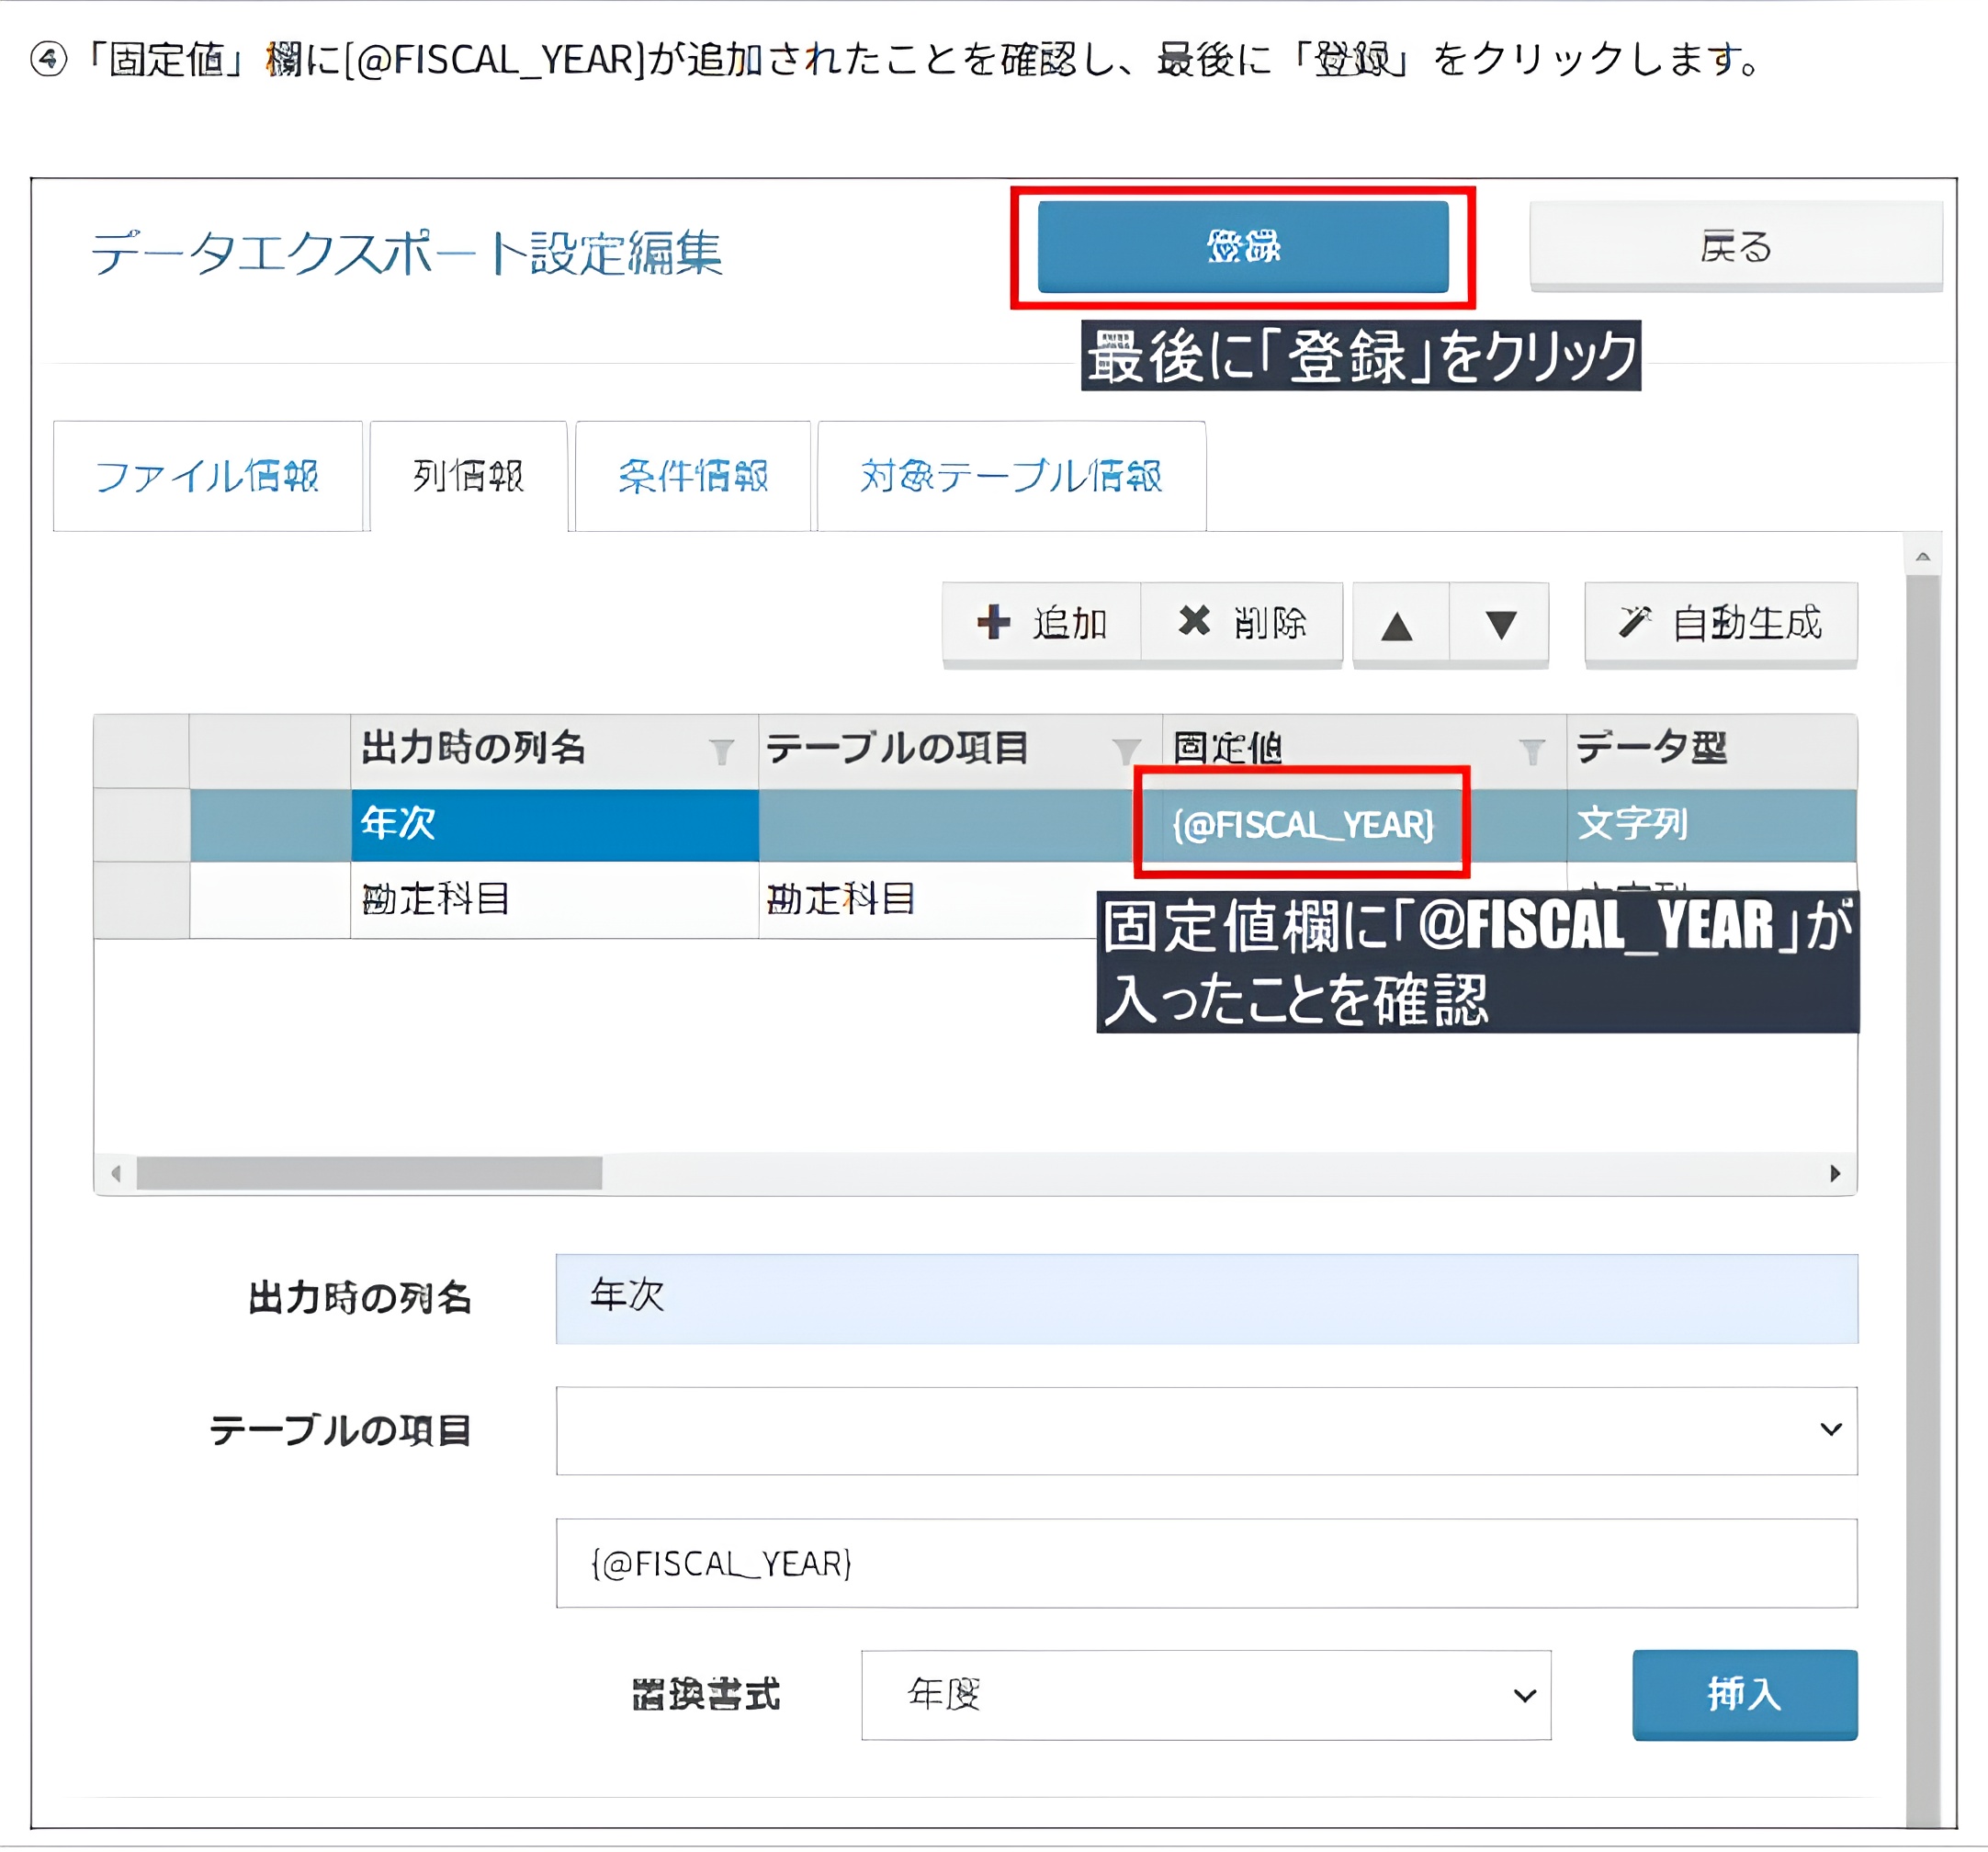 ④「固定値」欄に[@FISCAL_YEAR]が追加されたことを確認し、最後に「登録」をクリックします。
データエクスポート設定編集
登録
戻る
最後に「登録」をクリック
ファイル情報
列情報
条件情報
対象テーブル情報
追加
削除
▲
▼
自動生成
出力時の列名
テーブルの項目
固定値
データ型
年次
{@FISCAL_YEAR}
文字列
勘定科目
勘定科目
固定値欄に「@FISCAL_YEAR」が
入ったことを確認
出力時の列名
年次
テーブルの項目
{@FISCAL_YEAR}
置換書式
年度
挿入